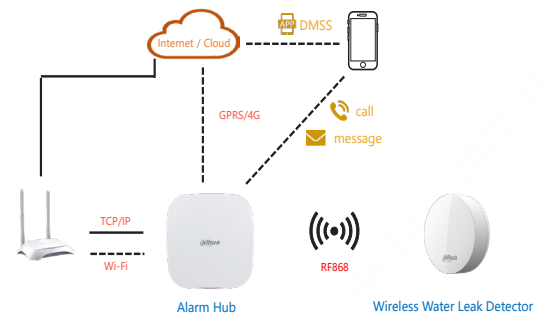 APP DMSS
Internet / Cloud
GPRS/4G
call
message
TCP/IP
Wi-Fi
alhua
RF868
alhua
Alarm Hub
Wireless Water Leak Detector